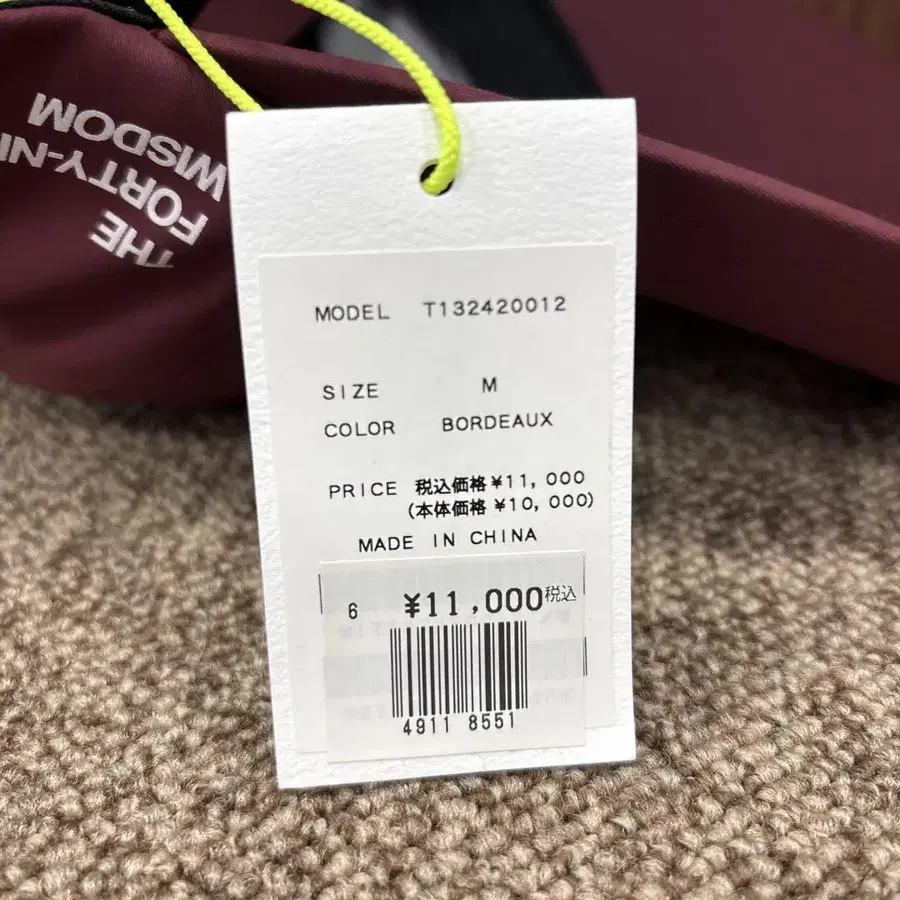 THE
FORTY-NI
WISDOM
MODEL T132420012
SIZE M
COLOR BORDEAUX
PRICE 税込価格¥11,000
(本体価格 ¥10,000)
MADE IN CHINA
6 ¥11,000税込
4911 8551